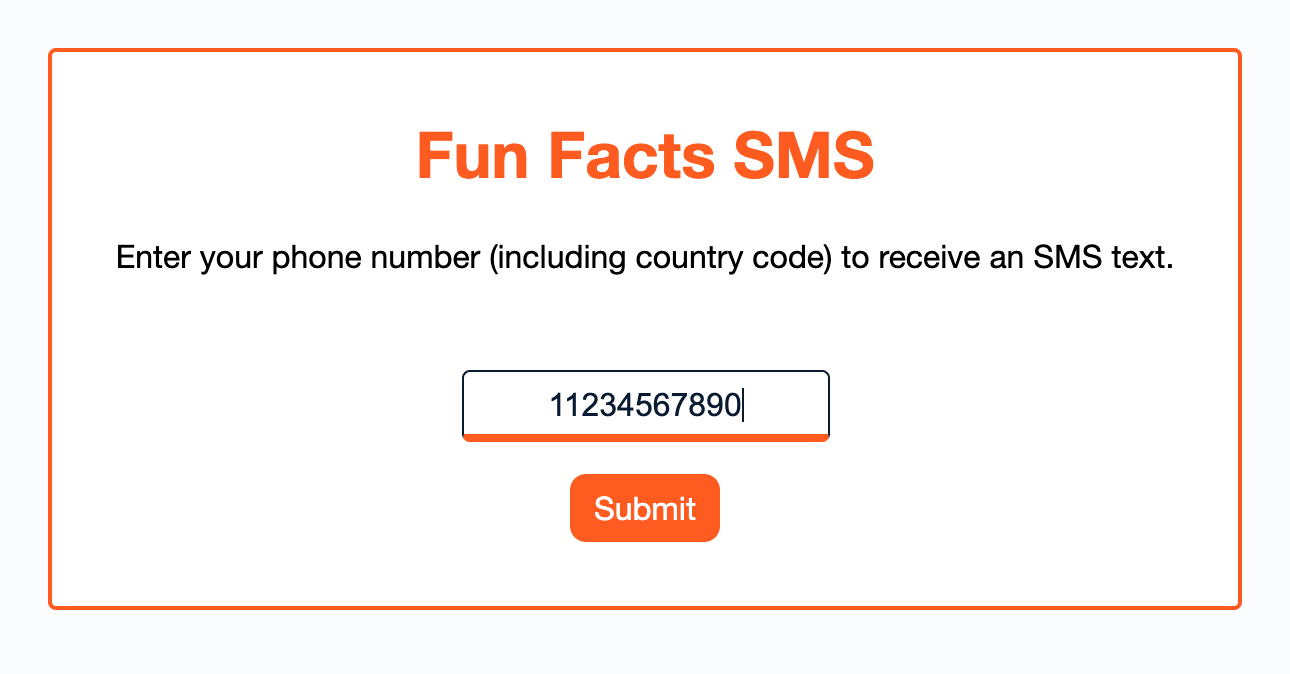 Fun Facts SMS
Enter your phone number (including country code) to receive an SMS text.
11234567890
Submit